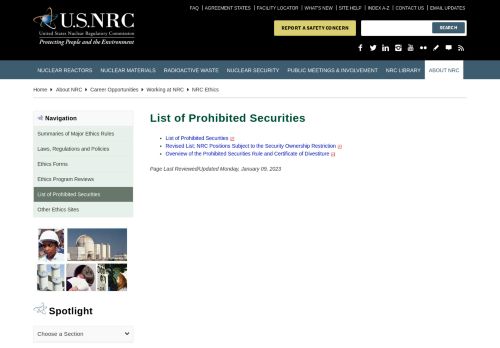 FAQ | AGREEMENT STATES | FACILITY LOCATOR | WHAT'S NEW | SITE HELP | INDEX A-Z | CONTACT US | EMAIL UPDATES
U.S.NRC
United States Nuclear Regulatory Commission
Protecting People and the Environment
REPORT A SAFETY CONCERN
SEARCH
NUCLEAR REACTORS NUCLEAR MATERIALS RADIOACTIVE WASTE NUCLEAR SECURITY PUBLIC MEETINGS & INVOLVEMENT NRC LIBRARY ABOUT NRC
Home About NRC Career Opportunities Working at NRC NRC Ethics
Navigation
Summaries of Major Ethics Rules
Laws, Regulations and Policies
Ethics Forms
Ethics Program Reviews
List of Prohibited Securities
Other Ethics Sites
Spotlight
Choose a Section
List of Prohibited Securities
List of Prohibited Securities
Revised List: NRC Positions Subject to the Security Ownership Restriction
Overview of the Prohibited Securities Rule and Certificate of Divestiture
Page Last Reviewed/Updated Monday, January 09, 2023